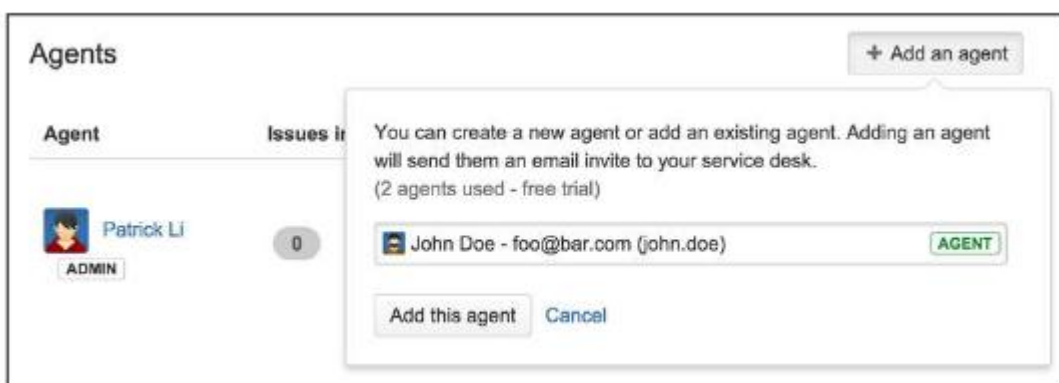 Agents
+ Add an agent
Agent
Issues in
You can create a new agent or add an existing agent. Adding an agent
will send them an email invite to your service desk.
(2 agents used - free trial)
Patrick Li
ADMIN
0
John Doe - foo@bar.com (john.doe)
AGENT
Add this agent
Cancel